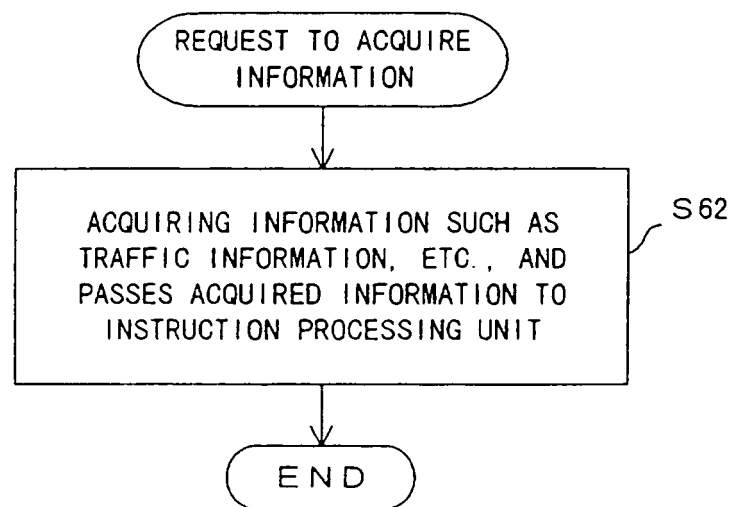 REQUEST TO ACQUIRE
INFORMATION
ACQUIRING INFORMATION SUCH AS
TRAFFIC INFORMATION, ETC., AND
PASSES ACQUIRED INFORMATION TO
INSTRUCTION PROCESSING UNIT
S62
END